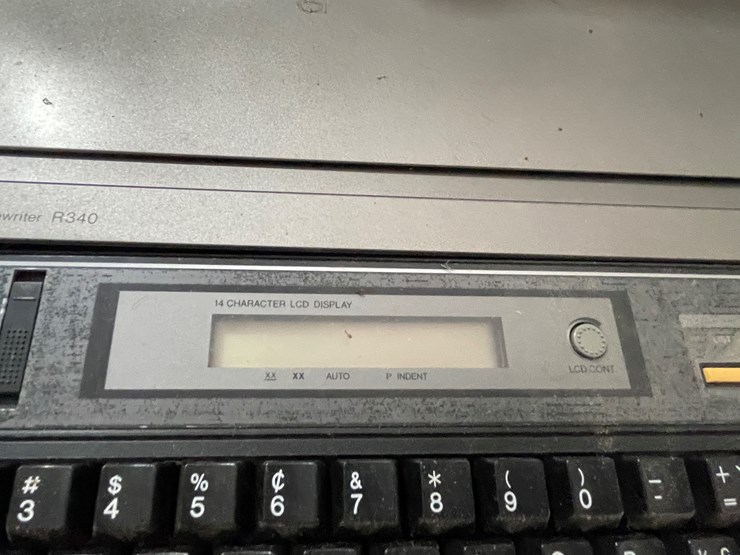 writer R340
14 CHARACTER LCD DISPLAY
XX XX AUTO P INDENT
LCD CONT
# $ % ¢ & * ( ) _ +
3 4 5 6 7 8 9 0 - =